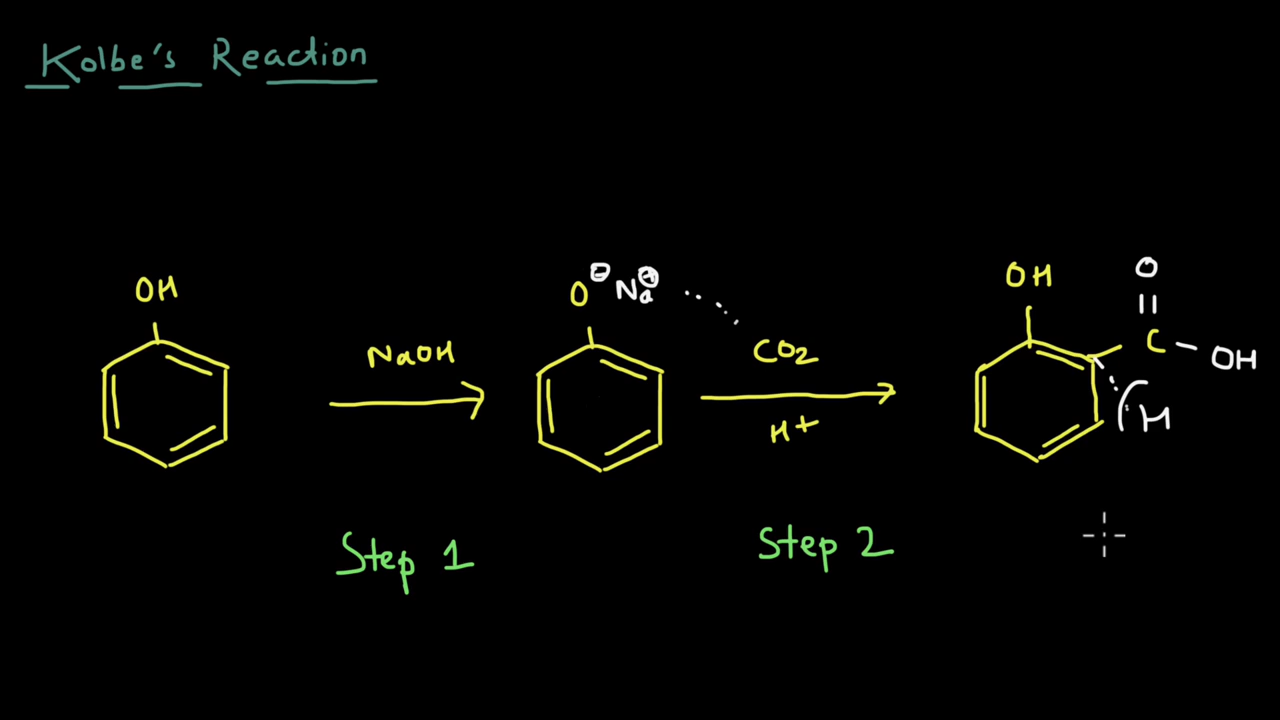 Kolbe's Reaction
OH
NaOH
O⊖ Na⊕
CO2
H+
OH
O
C
OH
H
Step 1
Step 2